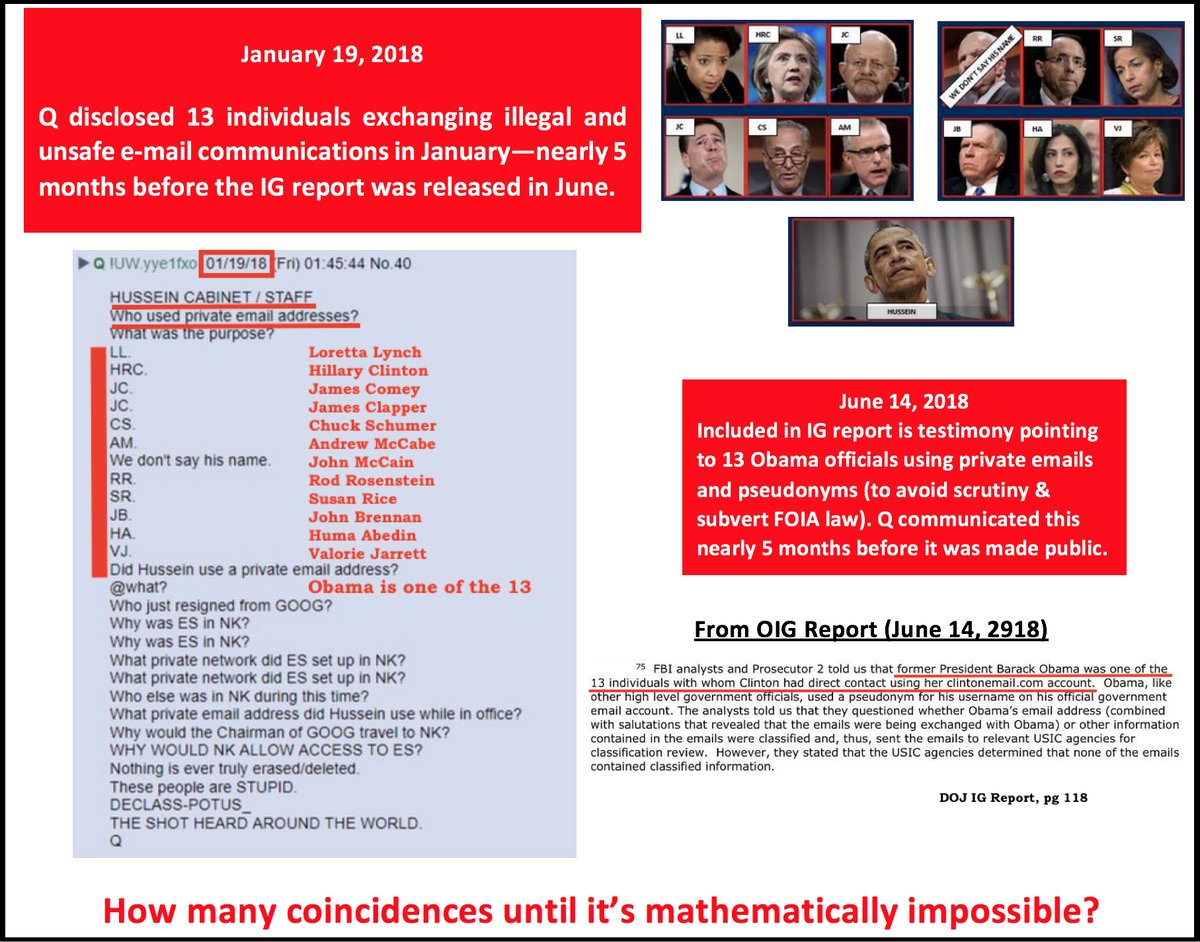 January 19, 2018
Q disclosed 13 individuals exchanging illegal and
unsafe e-mail communications in January—nearly 5
months before the IG report was released in June.
LL
HRC
JC
JC
CS
AM
WE DON'T SAY HIS NAME
RR
SR
JB
HA
VJ
HUSSEIN
Q !UW.yye1fxo 01/19/18 (Fri) 01:45:44 No.40
HUSSEIN CABINET / STAFF
Who used private email addresses?
What was the purpose?
LL. Loretta Lynch
HRC. Hillary Clinton
JC. James Comey
JC. James Clapper
CS. Chuck Schumer
AM. Andrew McCabe
We don't say his name. John McCain
RR. Rod Rosenstein
SR. Susan Rice
JB. John Brennan
HA. Huma Abedin
VJ. Valorie Jarrett
Did Hussein use a private email address?
@what? Obama is one of the 13
Who just resigned from GOOG?
Why was ES in NK?
Why was ES in NK?
What private network did ES set up in NK?
What private network did ES set up in NK?
Who else was in NK during this time?
What private email address did Hussein use while in office?
Why would the Chairman of GOOG travel to NK?
WHY WOULD NK ALLOW ACCESS TO ES?
Nothing is ever truly erased/deleted.
These people are STUPID.
DECLASS-POTUS_
THE SHOT HEARD AROUND THE WORLD.
Q
June 14, 2018
Included in IG report is testimony pointing
to 13 Obama officials using private emails
and pseudonyms (to avoid scrutiny &
subvert FOIA law). Q communicated this
nearly 5 months before it was made public.
From OIG Report (June 14, 2918)
75 FBI analysts and Prosecutor 2 told us that former President Barack Obama was one of the
13 individuals with whom Clinton had direct contact using her clintonemail.com account. Obama, like
other high level government officials, used a pseudonym for his username on his official government
email account. The analysts told us that they questioned whether Obama's email address (combined
with salutations that revealed that the emails were being exchanged with Obama) or other information
contained in the emails were classified and, thus, sent the emails to relevant USIC agencies for
classification review. However, they stated that the USIC agencies determined that none of the emails
contained classified information.
DOJ IG Report, pg 118
How many coincidences until it's mathematically impossible?